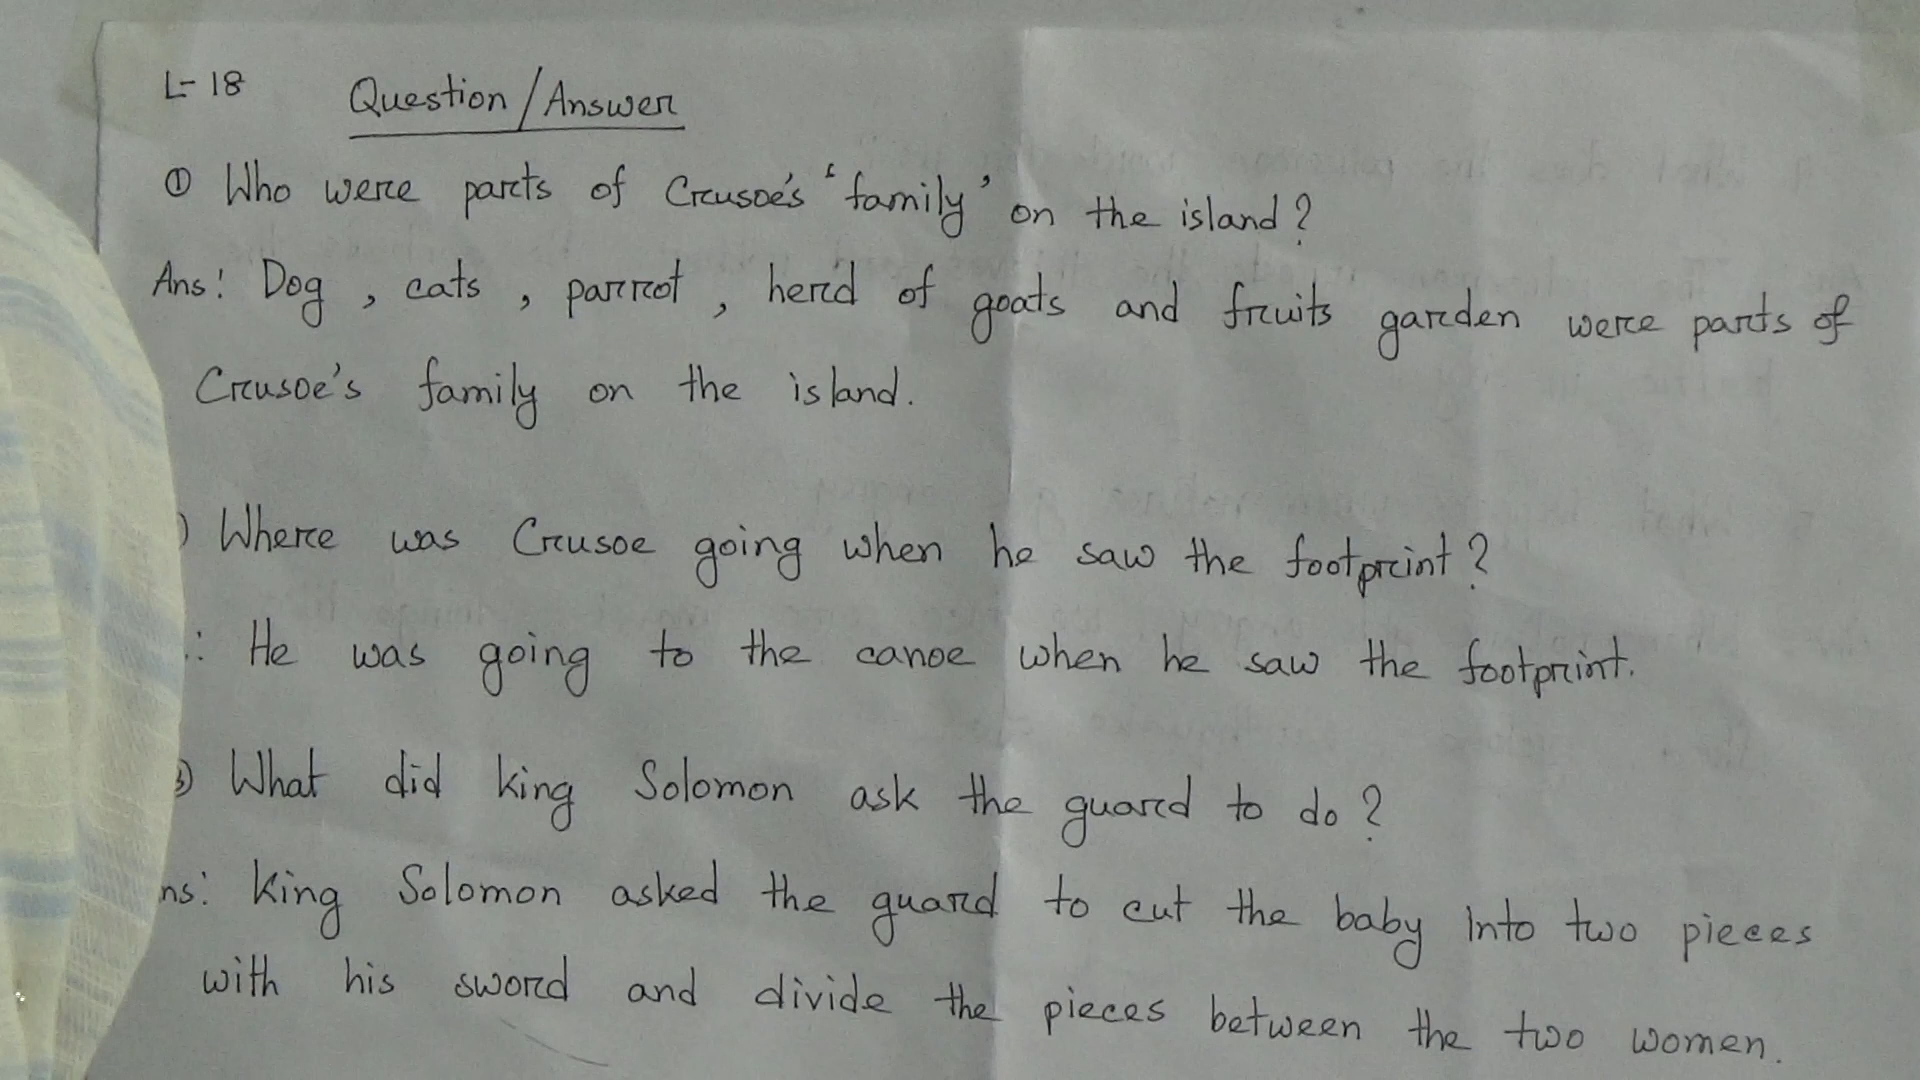 L-18 Question/Answer
① Who were parts of Crusoe's 'family' on the island?
Ans: Dog, cats, parrot, herd of goats and fruits garden were parts of
Crusoe's family on the island.
) Where was Crusoe going when he saw the footprint?
: He was going to the canoe when he saw the footprint.
3) What did king Solomon ask the guard to do?
ns: King Solomon asked the guard to cut the baby into two pieces
with his sword and divide the pieces between the two women.